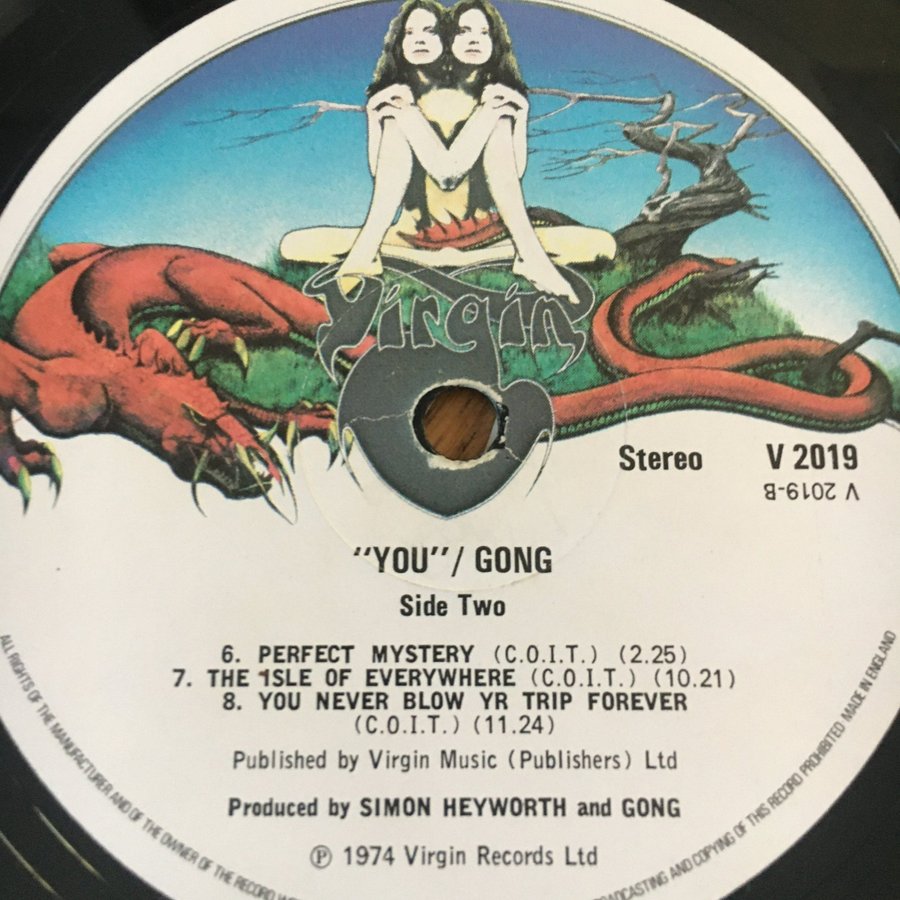 Virgin
Stereo V 2019
V 2019-B
"YOU"/ GONG
Side Two
6. PERFECT MYSTERY (C.O.I.T.) (2.25)
7. THE ISLE OF EVERYWHERE (C.O.I.T.) (10.21)
8. YOU NEVER BLOW YR TRIP FOREVER
(C.O.I.T.) (11.24)
Published by Virgin Music (Publishers) Ltd
Produced by SIMON HEYWORTH and GONG
℗ 1974 Virgin Records Ltd
ALL RIGHTS OF THE MANUFACTURER AND OF THE OWNER OF THE RECORD
AND COPYING OF THIS RECORD PROHIBITED MADE IN ENGLAND